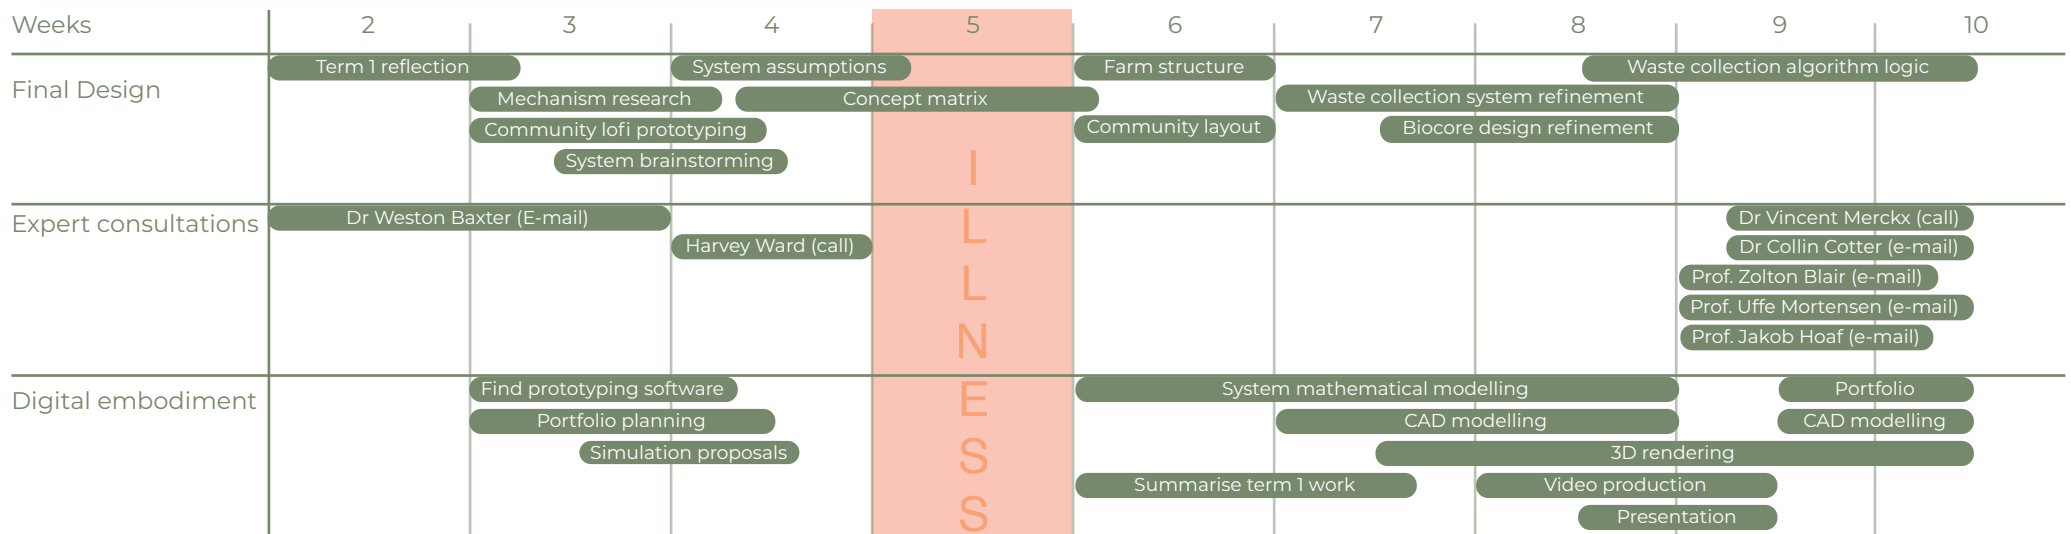 Weeks 2 3 4 5 6 7 8 9 10
Final Design
Term 1 reflection
System assumptions
Farm structure
Waste collection algorithm logic
Mechanism research
Concept matrix
Waste collection system refinement
Community lofi prototyping
Community layout
Biocore design refinement
System brainstorming
ILLNESS
Expert consultations
Dr Weston Baxter (E-mail)
Dr Vincent Merckx (call)
Harvey Ward (call)
Dr Collin Cotter (e-mail)
Prof. Zolton Blair (e-mail)
Prof. Uffe Mortensen (e-mail)
Prof. Jakob Hoaf (e-mail)
Digital embodiment
Find prototyping software
System mathematical modelling
Portfolio
Portfolio planning
CAD modelling
CAD modelling
Simulation proposals
3D rendering
Summarise term 1 work
Video production
Presentation